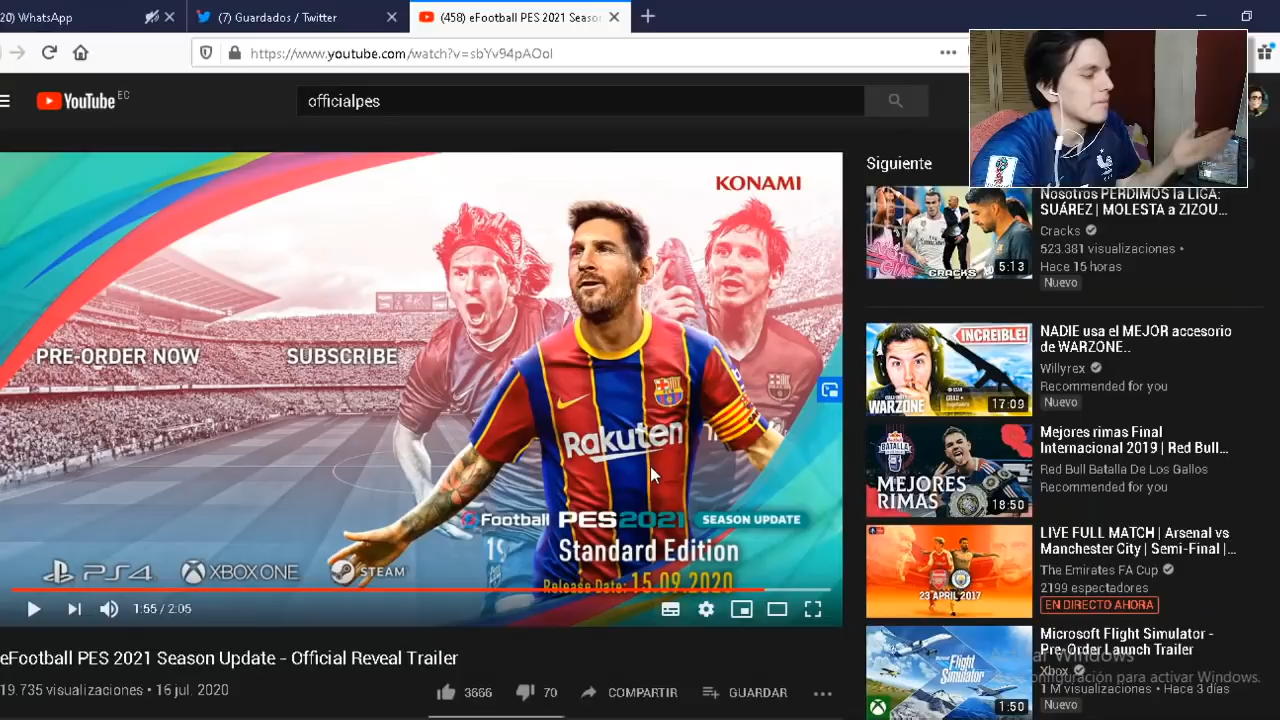 20) WhatsApp
(7) Guardados / Twitter
(458) eFootball PES 2021 Seaso
https://www.youtube.com/watch?v=sbYv94pAOoI
YouTube EC
officialpes
KONAMI
PRE-ORDER NOW
SUBSCRIBE
Rakuten
eFootball PES2021 SEASON UPDATE
Standard Edition
Release Date: 15.09.2020
PS4
XBOX ONE
STEAM
1:55 / 2:05
eFootball PES 2021 Season Update - Official Reveal Trailer
19.735 visualizaciones • 16 jul. 2020
3666
70
COMPARTIR
GUARDAR
Siguiente
Nosotros PERDIMOS la LIGA:
SUÁREZ | MOLESTA a ZIZOU...
Cracks
523.381 visualizaciones •
Hace 15 horas
Nuevo
CRACKS
5:13
NADIE usa el MEJOR accesorio
de WARZONE..
Willyrex
Recommended for you
Nuevo
¡INCREIBLE!
WARZONE
17:09
Mejores rimas Final
Internacional 2019 | Red Bull...
Red Bull Batalla De Los Gallos
Recommended for you
BATALLA
MEJORES
RIMAS
18:50
LIVE FULL MATCH | Arsenal vs
Manchester City | Semi-Final |...
The Emirates FA Cup
2199 espectadores
EN DIRECTO AHORA
23 APRIL 2017
Microsoft Flight Simulator -
Pre-Order Launch Trailer
Xbox
1 M visualizaciones • Hace 3 días
Nuevo
Flight
Simulator
1:50
Windows
onfiguración para activar Windows.